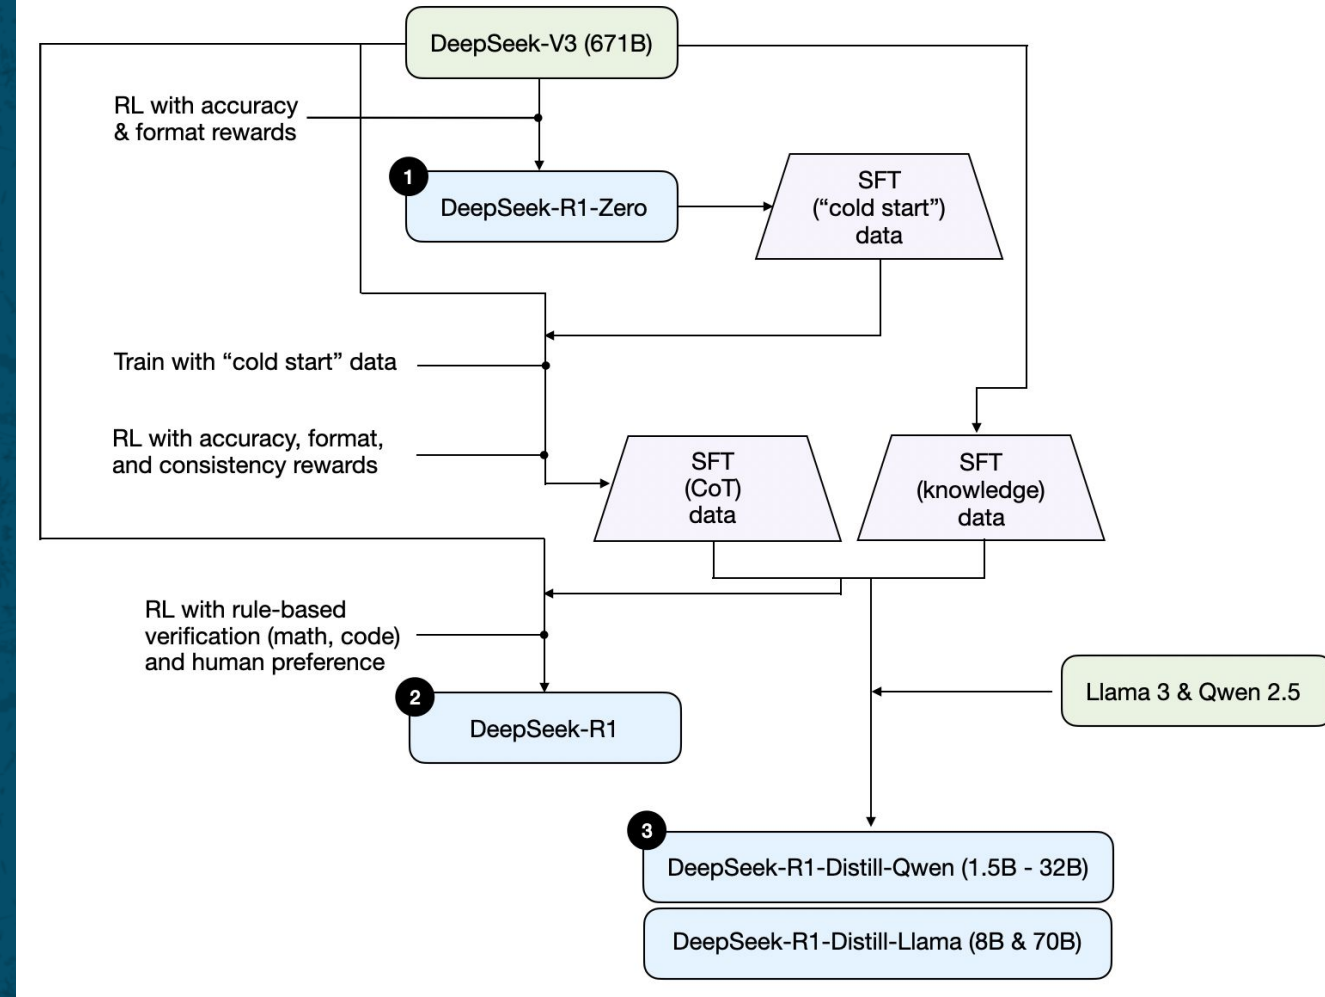 DeepSeek-V3 (671B)
RL with accuracy
& format rewards
1
DeepSeek-R1-Zero
SFT
(“cold start”)
data
Train with “cold start” data
RL with accuracy, format,
and consistency rewards
SFT
(CoT)
data
SFT
(knowledge)
data
RL with rule-based
verification (math, code)
and human preference
2
DeepSeek-R1
Llama 3 & Qwen 2.5
3
DeepSeek-R1-Distill-Qwen (1.5B - 32B)
DeepSeek-R1-Distill-Llama (8B & 70B)